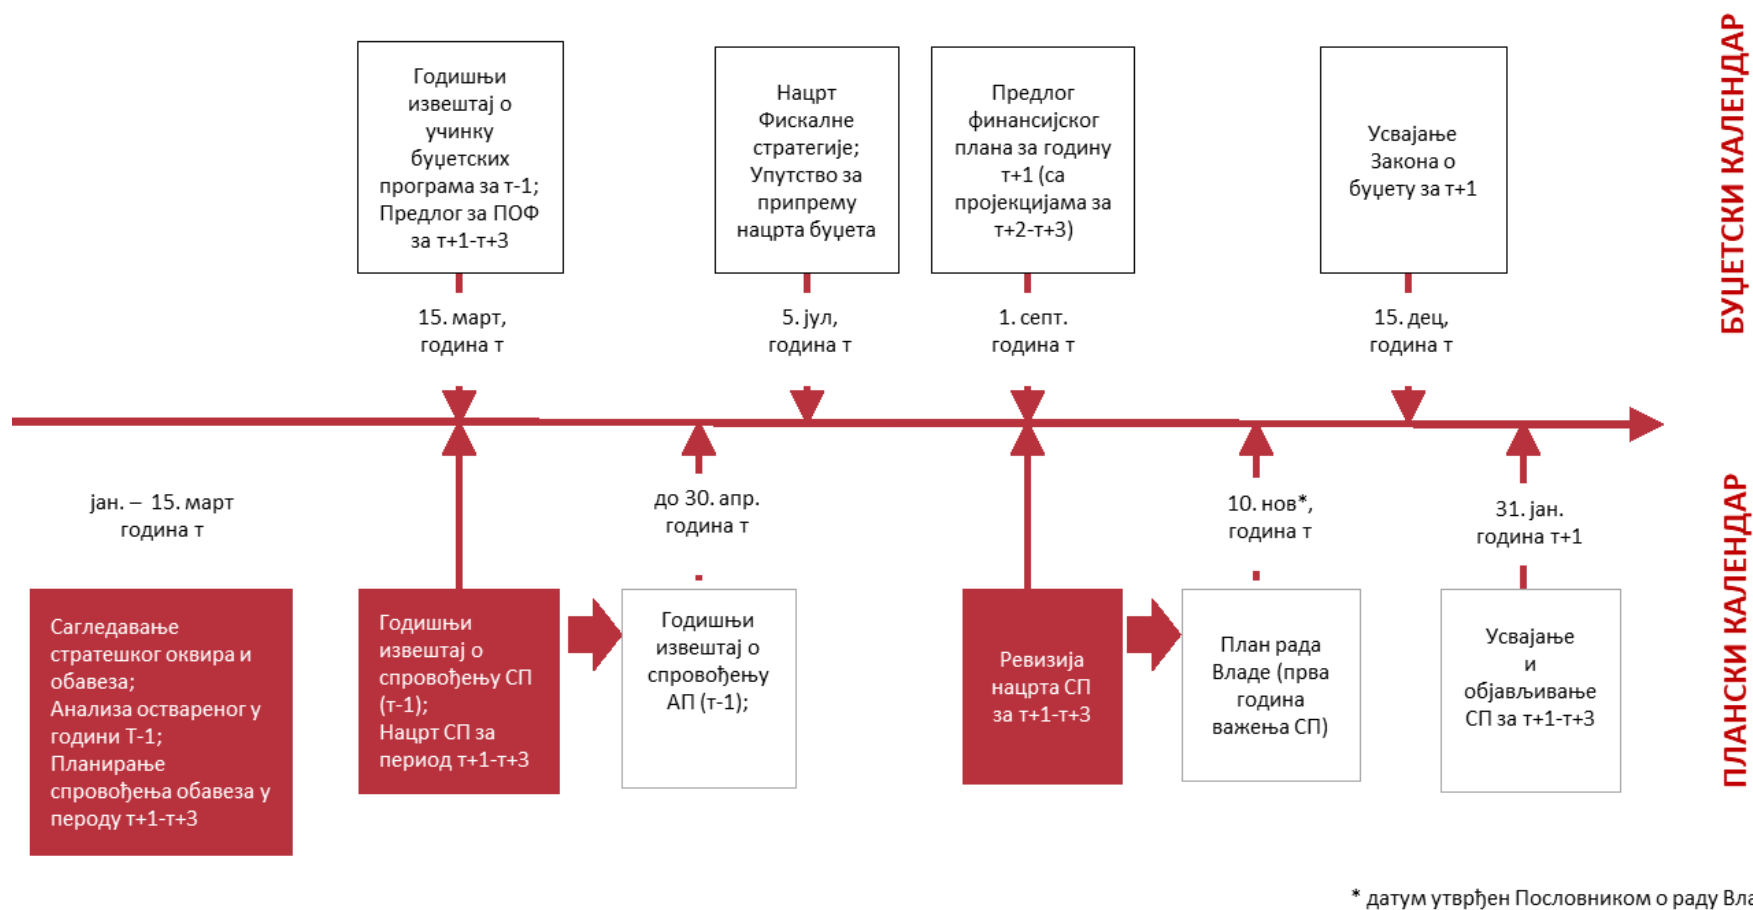 Годишњи
извештај о
учинку
буџетских
програма за т-1;
Предлог за ПОФ
за т+1-т+3
Нацрт
Фискалне
стратегије;
Упутство за
припрему
нацрта буџета
Предлог
финансијског
плана за годину
т+1 (са
пројекцијама за
т+2-т+3)
Усвајање
Закона о
буџету за т+1
БУЏЕТСКИ КАЛЕНДАР
15. март,
година т
5. јул,
година т
1. септ.
година т
15. дец,
година т
јан. – 15. март
година т
до 30. апр.
година т
10. нов*,
година т
31. јан.
година т+1
ПЛАНСКИ КАЛЕНДАР
Сагледавање
стратешког оквира и
обавеза;
Анализа оствареног у
години Т-1;
Планирање
спровођења обавеза у
пероду т+1-т+3
Годишњи
извештај о
спровођењу СП
(т-1);
Нацрт СП за
период т+1-т+3
Годишњи
извештај о
спровођењу
АП (т-1);
Ревизија
нацрта СП
за т+1-т+3
План рада
Владе (прва
година
важења СП)
Усвајање
и
објављивање
СП за т+1-т+3
* датум утврђен Пословником о раду